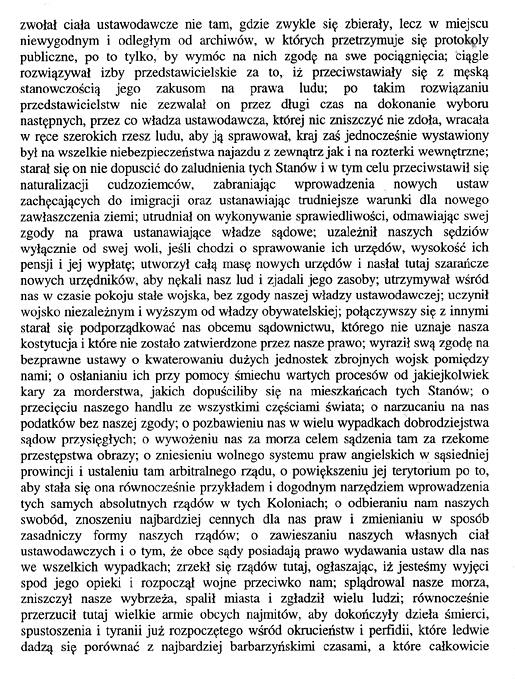 zwołał ciała ustawodawcze nie tam, gdzie zwykle się zbierały, lecz w miejscu
niewygodnym i odległym od archiwów, w których przetrzymuje się protokoły
publiczne, po to tylko, by wymóc na nich zgodę na swe pociągnięcia; ciągle
rozwiązywał izby przedstawicielskie za to, iż przeciwstawiały się z męską
stanowczością jego zakusom na prawa ludu; po takim rozwiązaniu
przedstawicielstw nie zezwalał on przez długi czas na dokonanie wyboru
następnych, przez co władza ustawodawcza, której nic zniszczyć nie zdoła, wracała
w ręce szerokich rzesz ludu, aby ją sprawował, kraj zaś jednocześnie wystawiony
był na wszelkie niebezpieczeństwa najazdu z zewnątrz jak i na rozterki wewnętrzne;
starał się on nie dopuścić do zaludnienia tych Stanów i w tym celu przeciwstawił się
naturalizacji cudzoziemców, zabraniając wprowadzenia nowych ustaw
zachęcających do imigracji oraz ustanawiając trudniejsze warunki dla nowego
zawłaszczenia ziemi; utrudniał on wykonywanie sprawiedliwości, odmawiając swej
zgody na prawa ustanawiające władze sądowe; uzależnił naszych sędziów
wyłącznie od swej woli, jeśli chodzi o sprawowanie ich urzędów, wysokość ich
pensji i jej wypłatę; utworzył całą masę nowych urzędów i nasłał tutaj szarańcze
nowych urzędników, aby nękali nasz lud i zjadali jego zasoby; utrzymywał wśród
nas w czasie pokoju stałe wojska, bez zgody naszej władzy ustawodawczej; uczynił
wojsko niezależnym i wyższym od władzy obywatelskiej; połączywszy się z innymi
starał się podporządkować nas obcemu sądownictwu, którego nie uznaje nasza
kostytucja i które nie zostało zatwierdzone przez nasze prawo; wyraził swą zgodę na
bezprawne ustawy o kwaterowaniu dużych jednostek zbrojnych wojsk pomiędzy
nami; o osłanianiu ich przy pomocy śmiechu wartych procesów od jakiejkolwiek
kary za morderstwa, jakich dopuściliby się na mieszkańcach tych Stanów; o
przecięciu naszego handlu ze wszystkimi częściami świata; o narzucaniu na nas
podatków bez naszej zgody; o pozbawieniu nas w wielu wypadkach dobrodziejstwa
sądow przysięgłych; o wywożeniu nas za morza celem sądzenia tam za rzekome
przestępstwa obrazy; o zniesieniu wolnego systemu praw angielskich w sąsiedniej
prowincji i ustaleniu tam arbitralnego rządu, o powiększeniu jej terytorium po to,
aby stała się ona równocześnie przykładem i dogodnym narzędziem wprowadzenia
tych samych absolutnych rządów w tych Koloniach; o odbieraniu nam naszych
swobód, znoszeniu najbardziej cennych dla nas praw i zmienianiu w sposób
zasadniczy formy naszych rządów; o zawieszaniu naszych własnych ciał
ustawodawczych i o tym, że obce sądy posiadają prawo wydawania ustaw dla nas
we wszelkich wypadkach; zrzekł się rządów tutaj, ogłaszając, iż jesteśmy wyjęci
spod jego opieki i rozpoczął wojne przeciwko nam; splądrował nasze morza,
zniszczył nasze wybrzeża, spalił miasta i zgładził wielu ludzi; równocześnie
przerzucił tutaj wielkie armie obcych najmitów, aby dokończyły dzieła śmierci,
spustoszenia i tyranii już rozpoczętego wśród okrucieństw i perfidii, które ledwie
dadzą się porównać z najbardziej barbarzyńskimi czasami, a które całkowicie